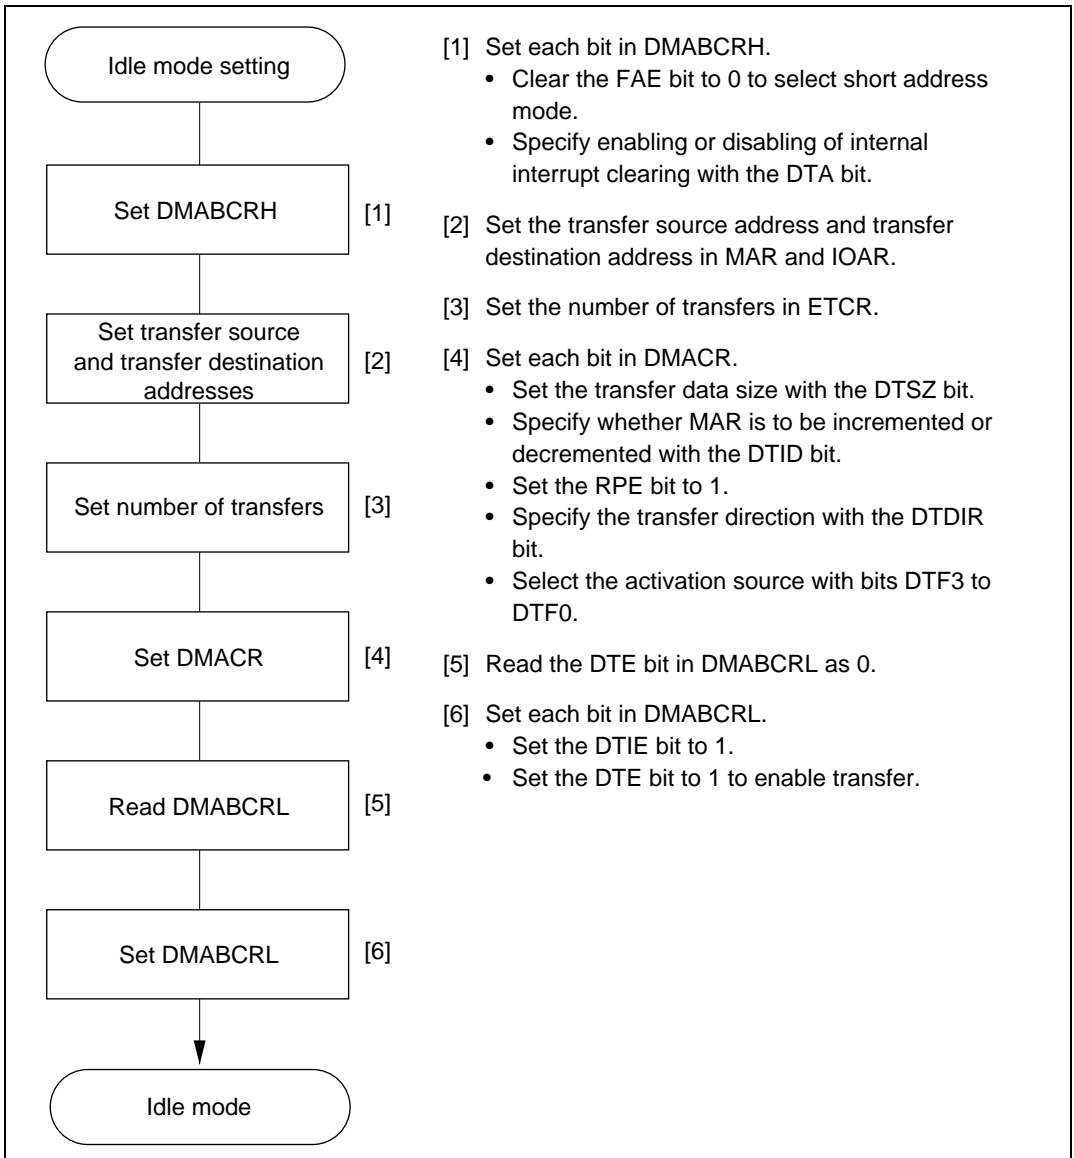 Idle mode setting
Set DMABCRH
[1]
Set transfer source
and transfer destination
addresses
[2]
Set number of transfers
[3]
Set DMACR
[4]
Read DMABCRL
[5]
Set DMABCRL
[6]
Idle mode
[1] Set each bit in DMABCRH.
• Clear the FAE bit to 0 to select short address
mode.
• Specify enabling or disabling of internal
interrupt clearing with the DTA bit.
[2] Set the transfer source address and transfer
destination address in MAR and IOAR.
[3] Set the number of transfers in ETCR.
[4] Set each bit in DMACR.
• Set the transfer data size with the DTSZ bit.
• Specify whether MAR is to be incremented or
decremented with the DTID bit.
• Set the RPE bit to 1.
• Specify the transfer direction with the DTDIR
bit.
• Select the activation source with bits DTF3 to
DTF0.
[5] Read the DTE bit in DMABCRL as 0.
[6] Set each bit in DMABCRL.
• Set the DTIE bit to 1.
• Set the DTE bit to 1 to enable transfer.